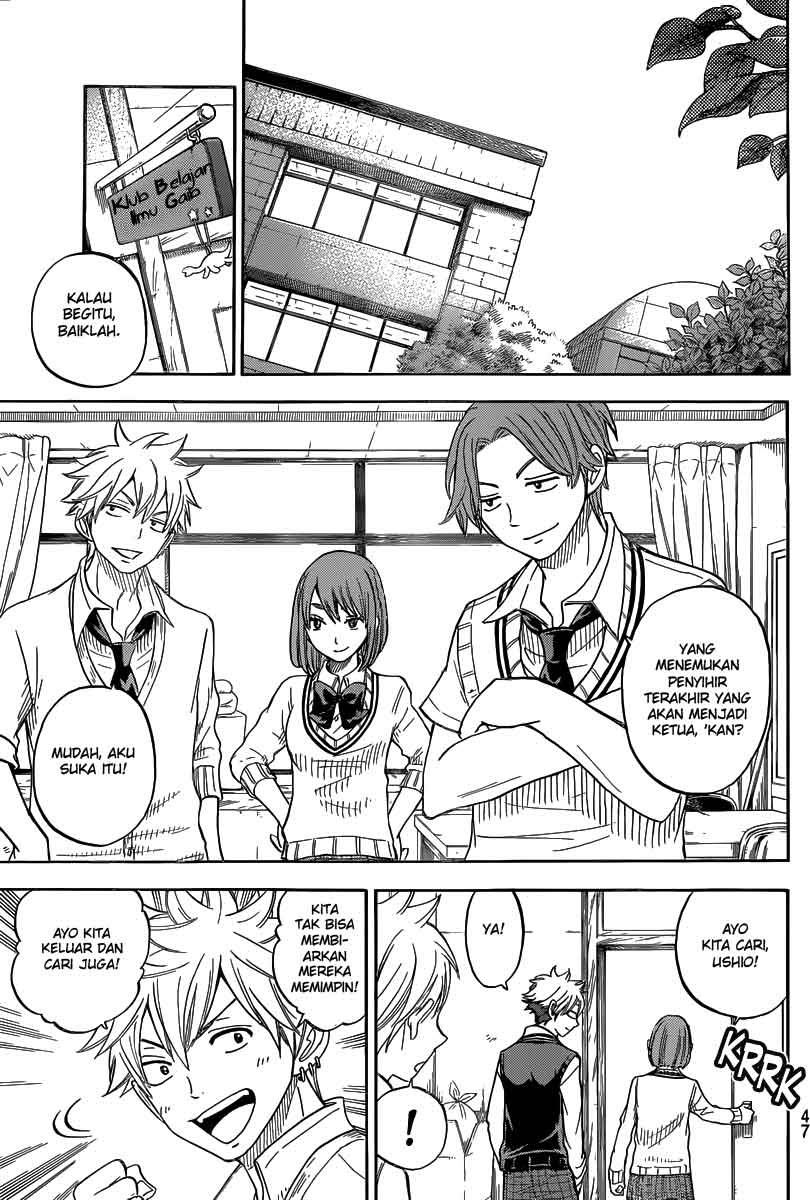 Klub Belajar
Ilmu Gaib
KALAU
BEGITU,
BAIKLAH.
YANG
MENEMUKAN
PENYIHIR
TERAKHIR YANG
AKAN MENJADI
KETUA, 'KAN?
MUDAH, AKU
SUKA ITU!
AYO
KITA CARI,
USHIO!
KRRK
YA!
!
KITA
TAK BISA
MEMBI-
ARKAN
MEREKA
MEMIMPIN!
AYO KITA
KELUAR DAN
CARI JUGA!
47